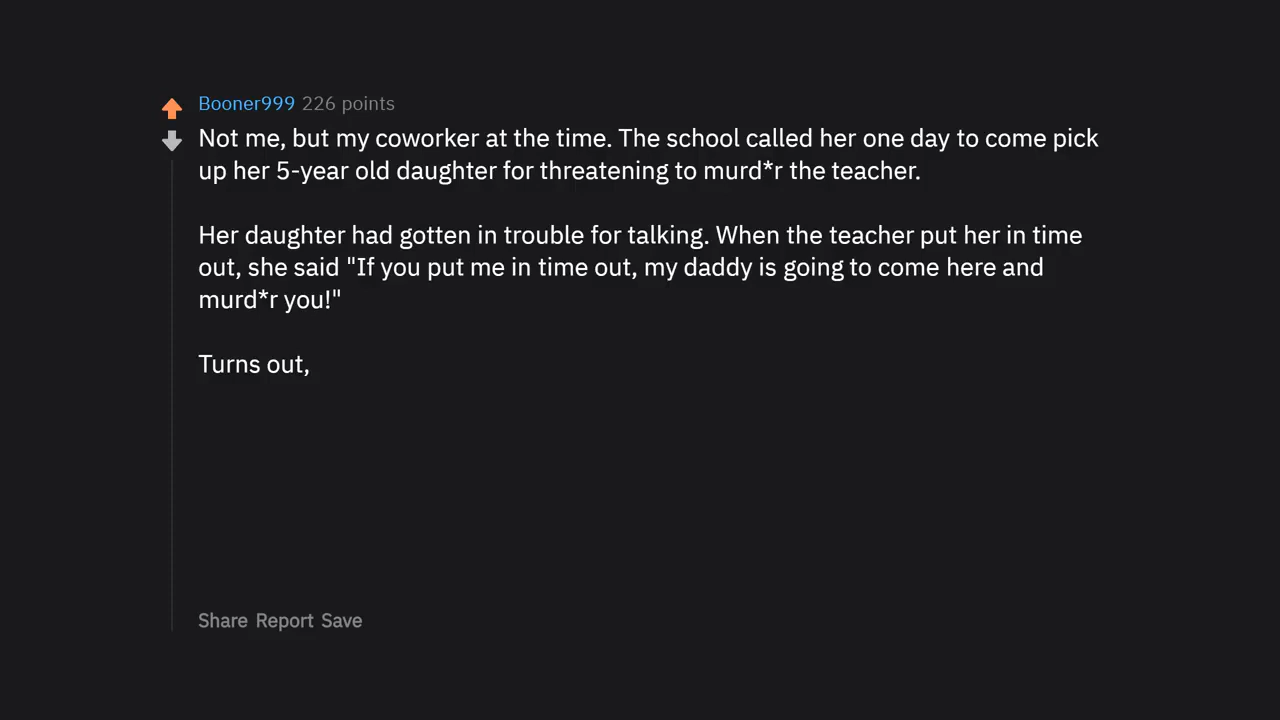 Booner999 226 points
Not me, but my coworker at the time. The school called her one day to come pick
up her 5-year old daughter for threatening to murd*r the teacher.
Her daughter had gotten in trouble for talking. When the teacher put her in time
out, she said "If you put me in time out, my daddy is going to come here and
murd*r you!"
Turns out,
Share Report Save